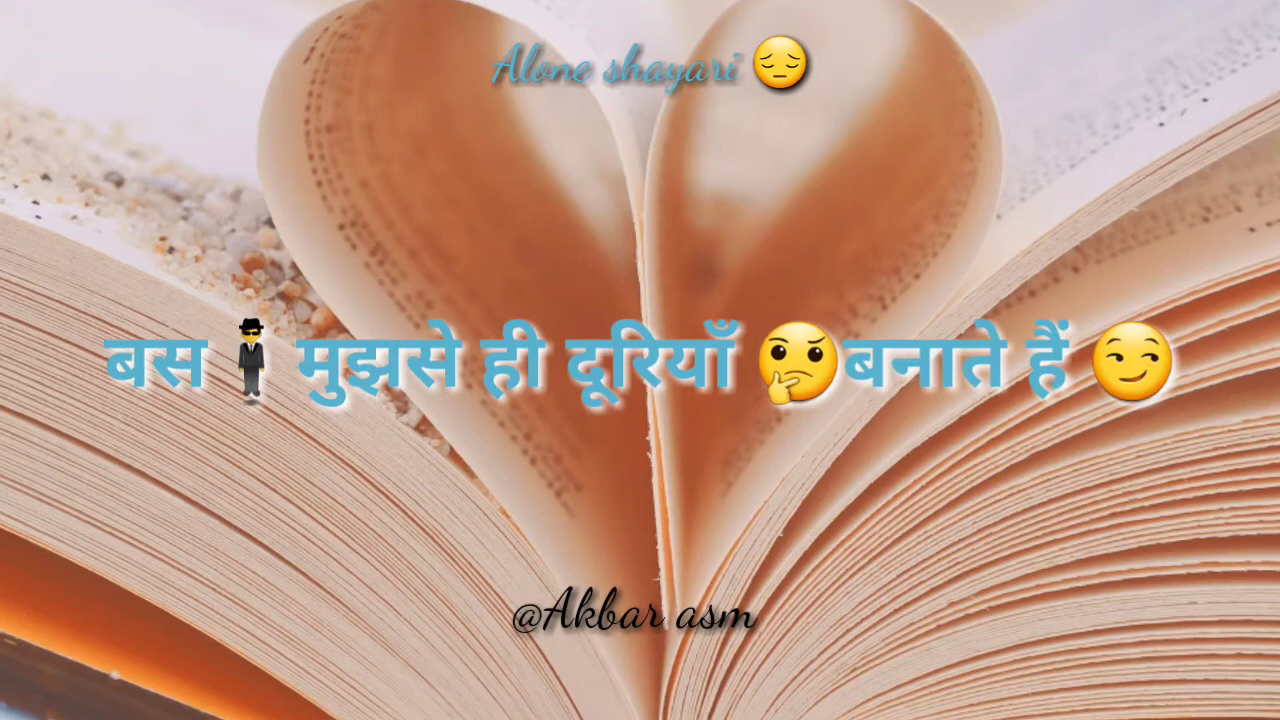 Alone shayari 😔
बस🕴️मुझसे ही दूरियाँ 🤔बनाते हैं 😏
@Akbar asm